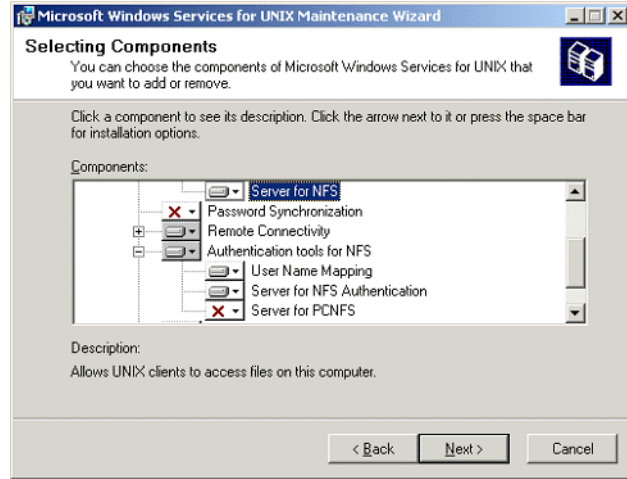 Microsoft Windows Services for UNIX Maintenance Wizard
Selecting Components
You can choose the components of Microsoft Windows Services for UNIX that
you want to add or remove.
Click a component to see its description. Click the arrow next to it or press the space bar
for installation options.
Components:
Server for NFS
Password Synchronization
Remote Connectivity
Authentication tools for NFS
User Name Mapping
Server for NFS Authentication
Server for PCNFS
Description:
Allows UNIX clients to access files on this computer.
< Back Next > Cancel